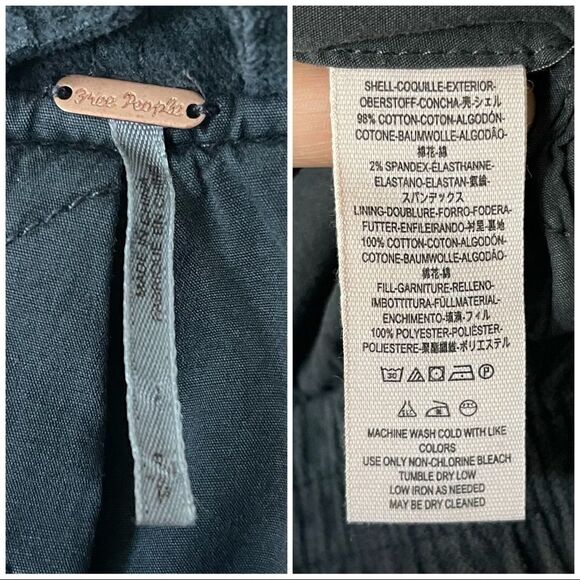 Free People
SHELL-COQUILLE-EXTERIOR-
OBERSTOFF-CONCHA-売-シェル
98% COTTON-COTON-ALGODÓN-
COTONE-BAUMWOLLE-ALGODÃO-
棉花-綿
2% SPANDEX-ÉLASTHANNE-
ELASTANO-ELASTAN-氨綸-
スパンデックス
LINING-DOUBLURE-FORRO-FODERA-
FUTTER-ENFILEIRANDO-衬里-裏地
100% COTTON-COTON-ALGODÓN-
COTONE-BAUMWOLLE-ALGODÃO-
棉花-綿
FILL-GARNITURE-RELLENO-
IMBOTTITURA-FÜLLMATERIAL-
ENCHIMENTO-填済-フィル
100% POLYESTER-POLIÉSTER-
POLIESTERE-聚酯纖維-ポリエステル
30
MACHINE WASH COLD WITH LIKE
COLORS
USE ONLY NON-CHLORINE BLEACH
TUMBLE DRY LOW
LOW IRON AS NEEDED
MAY BE DRY CLEANED